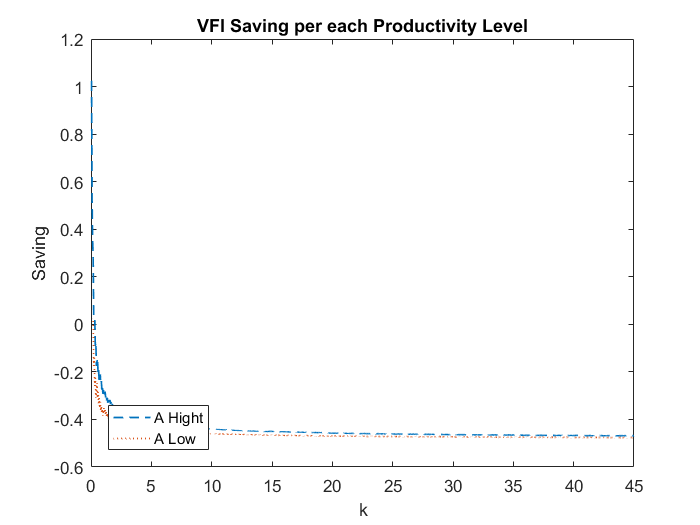 VFI Saving per each Productivity Level
1.2
1
0.8
0.6
0.4
0.2
0
-0.2
-0.4
-0.6
Saving
A Hight
A Low
0 5 10 15 20 25 30 35 40 45
k